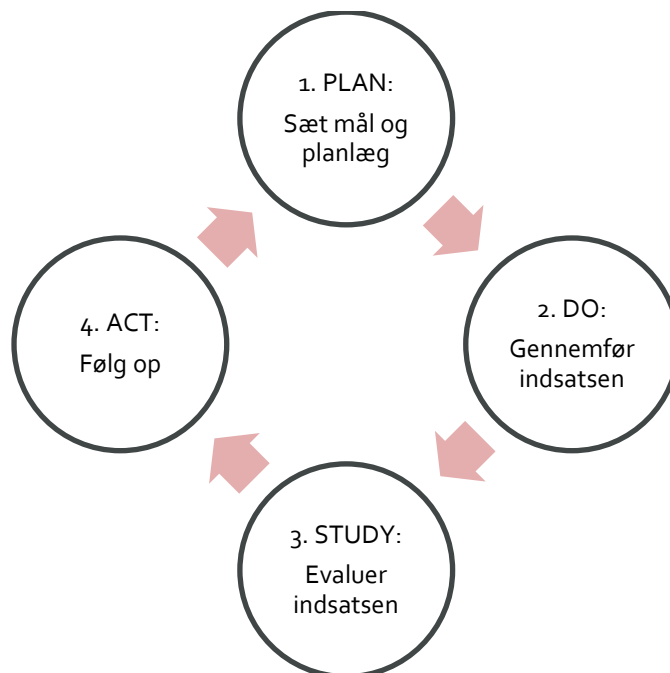 1. PLAN:
Sæt mål og
planlæg
2. DO:
Gennemfør
indsatsen
3. STUDY:
Evaluer
indsatsen
4. ACT:
Følg op